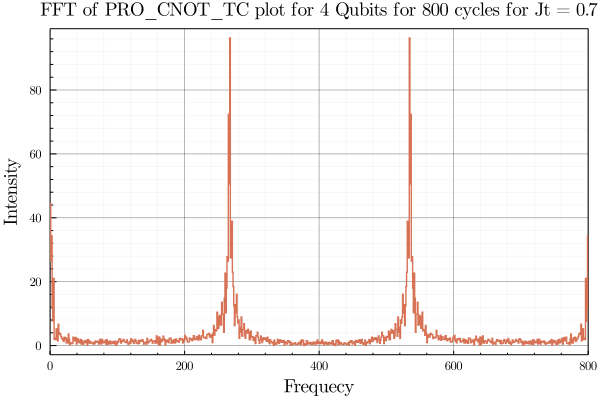 FFT of PRO_CNOT_TC plot for 4 Qubits for 800 cycles for Jt = 0.7
Intensity
80
60
40
20
0
0 200 400 600 800
Frequecy